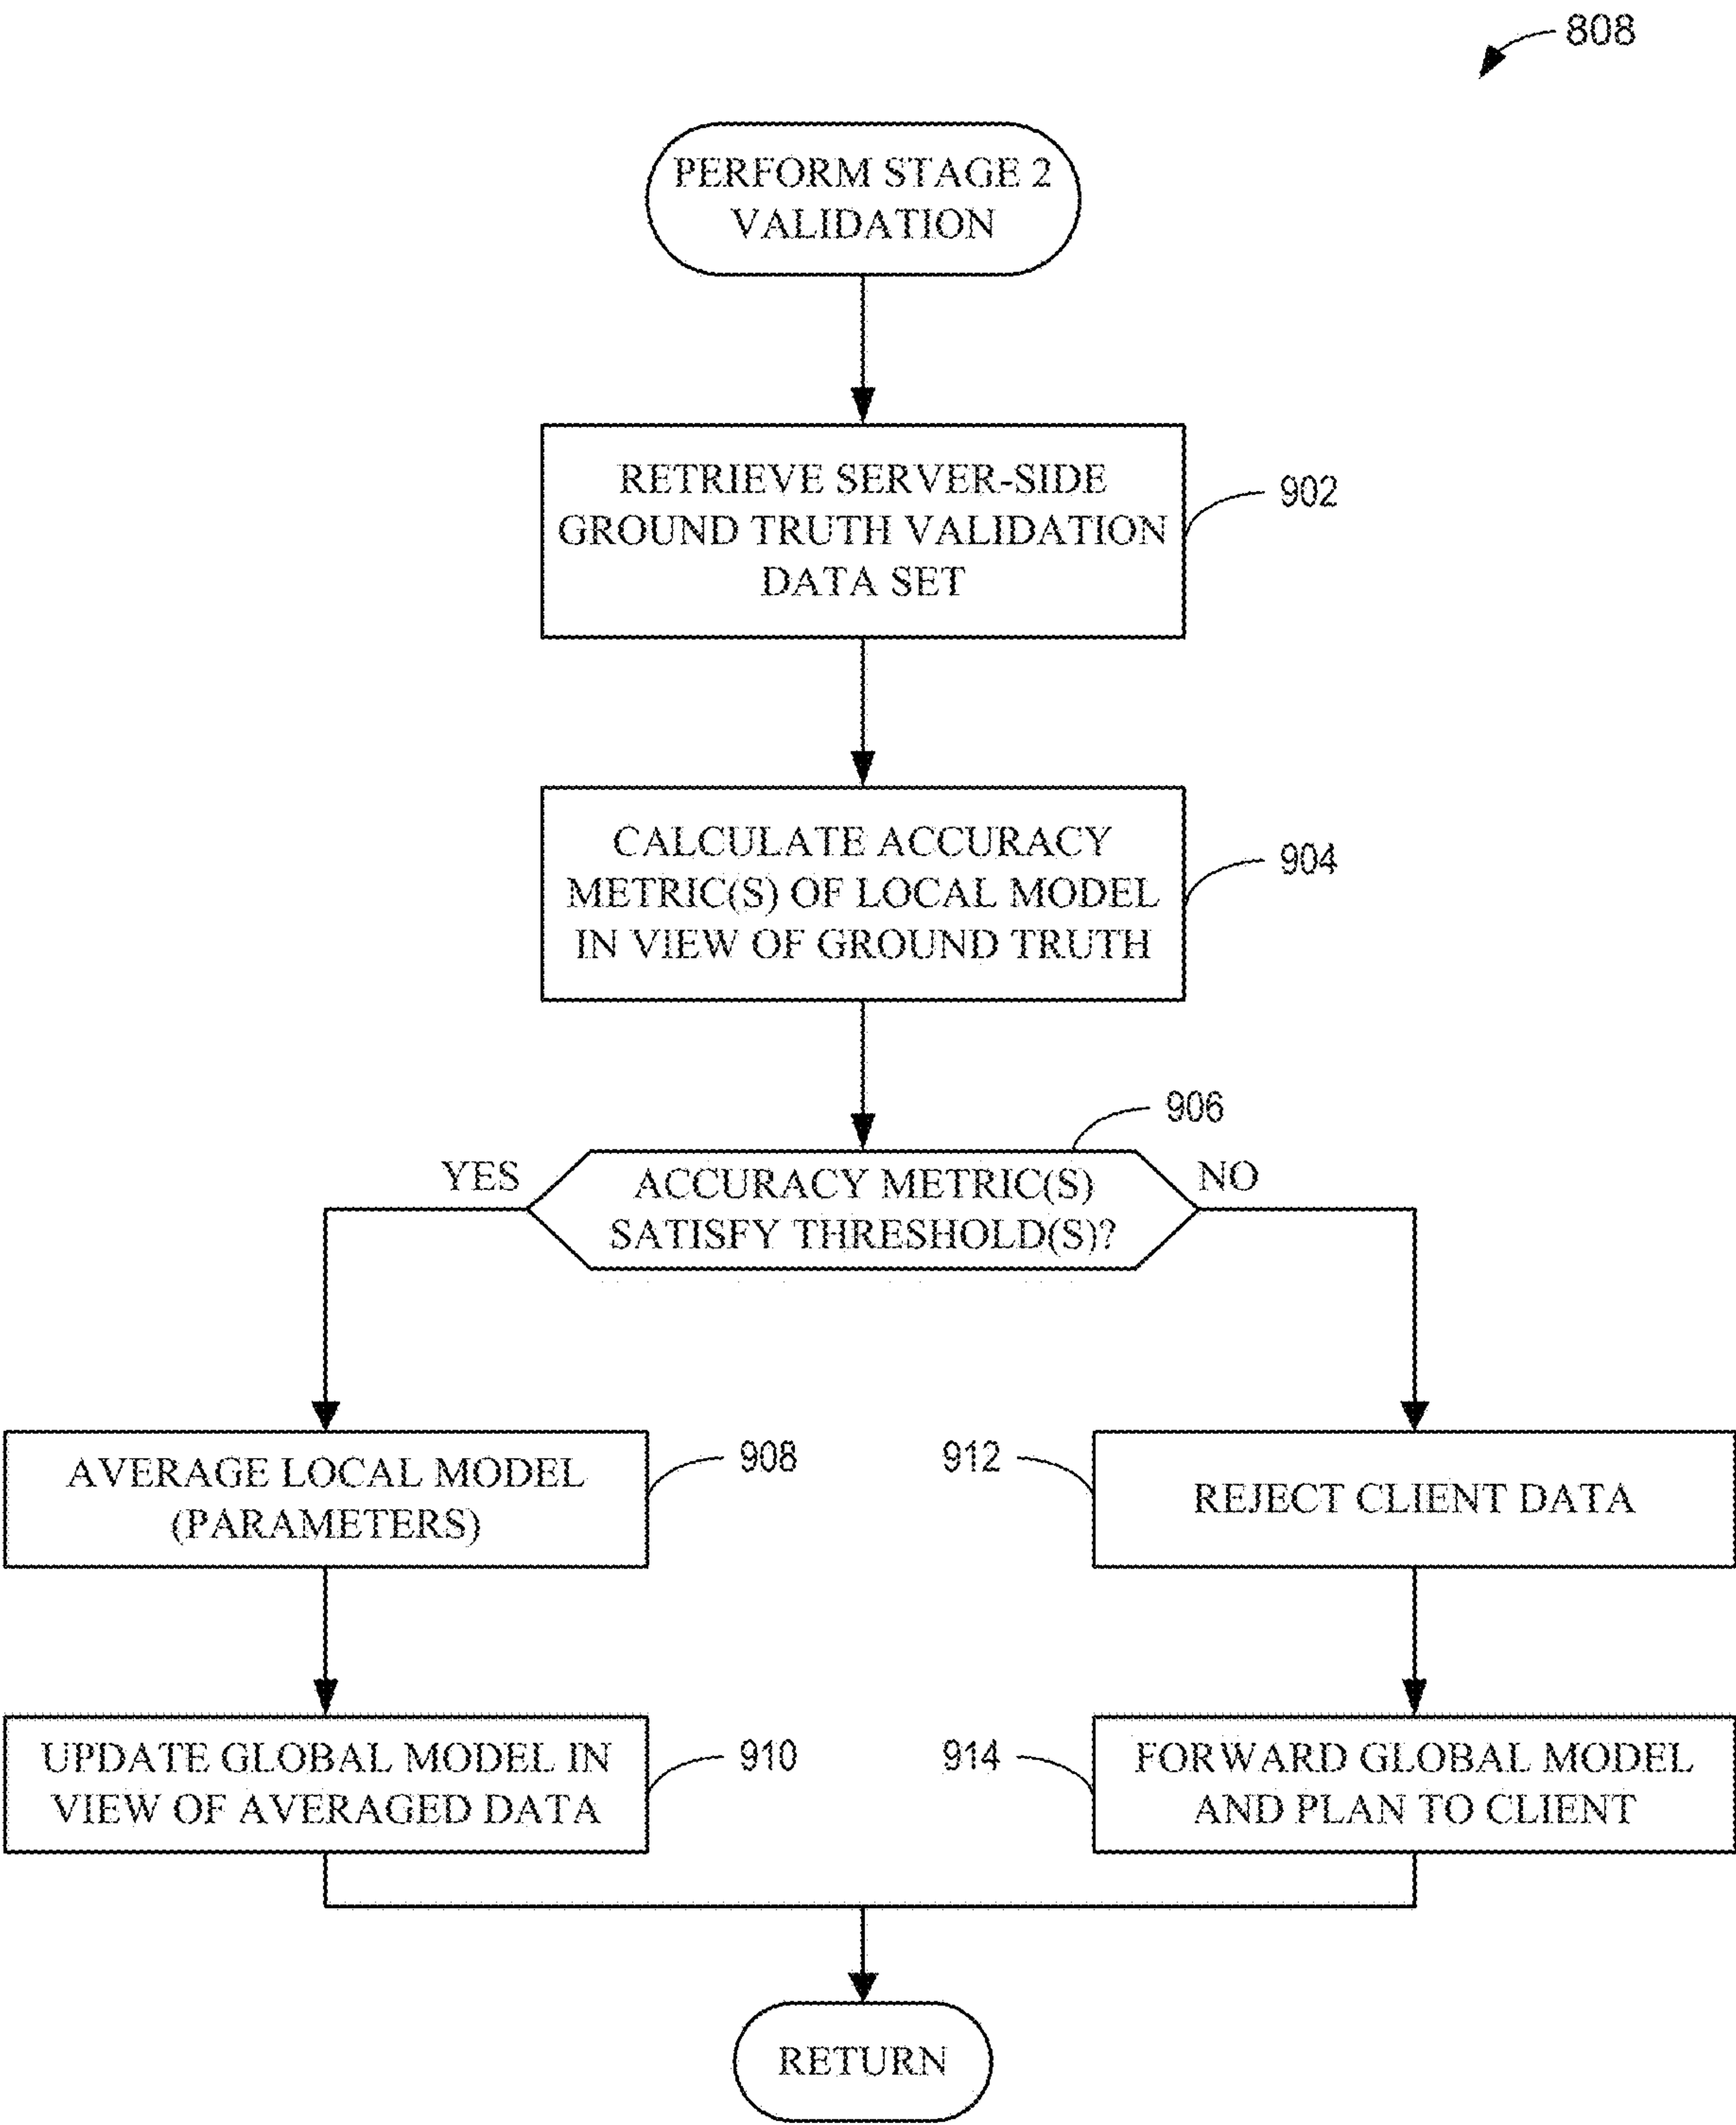 808
PERFORM STAGE 2
VALIDATION
RETRIEVE SERVER-SIDE
GROUND TRUTH VALIDATION
DATA SET
902
CALCULATE ACCURACY
METRIC(S) OF LOCAL MODEL
IN VIEW OF GROUND TRUTH
904
906
YES
ACCURACY METRIC(S)
SATISFY THRESHOLD(S)?
NO
AVERAGE LOCAL MODEL
(PARAMETERS)
908
912
REJECT CLIENT DATA
UPDATE GLOBAL MODEL IN
VIEW OF AVERAGED DATA
910
914
FORWARD GLOBAL MODEL
AND PLAN TO CLIENT
RETURN